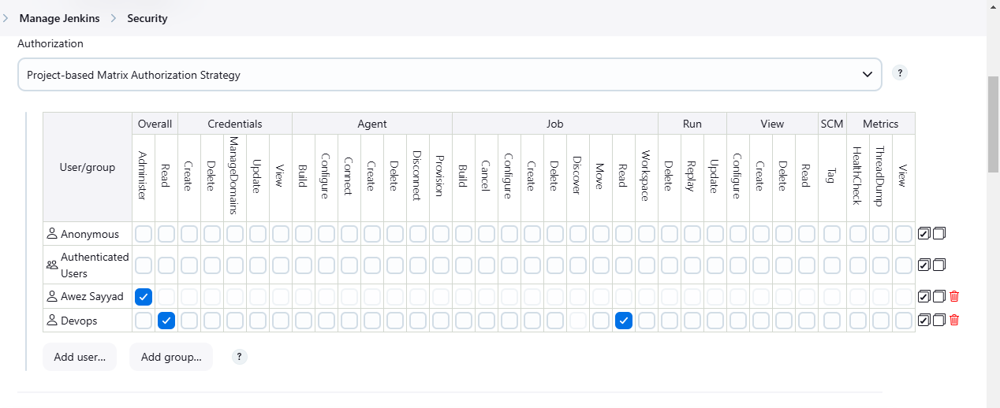 Manage Jenkins
Security
Authorization
Project-based Matrix Authorization Strategy
?
User/group
Overall
Credentials
Agent
Job
Run
View
SCM
Metrics
Administer
Read
Create
Delete
ManageDomains
Update
View
Build
Configure
Connect
Create
Delete
Disconnect
Provision
Build
Cancel
Configure
Create
Delete
Discover
Move
Read
Workspace
Delete
Replay
Update
Configure
Create
Delete
Read
Tag
HealthCheck
ThreadDump
View
Anonymous
Authenticated
Users
Awez Sayyad
Devops
Add user...
Add group...
?